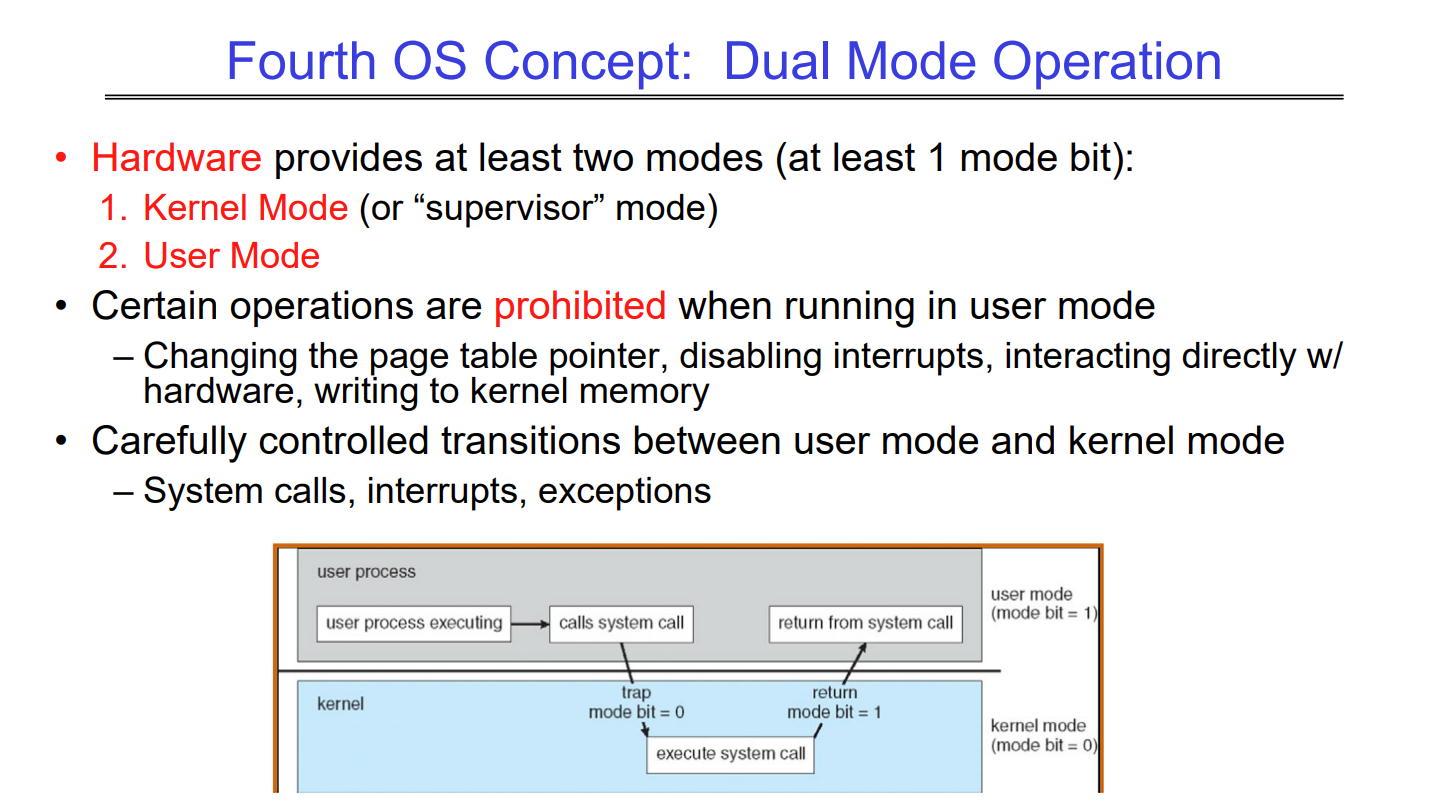 Fourth OS Concept: Dual Mode Operation
• Hardware provides at least two modes (at least 1 mode bit):
1. Kernel Mode (or “supervisor” mode)
2. User Mode
• Certain operations are prohibited when running in user mode
– Changing the page table pointer, disabling interrupts, interacting directly w/
hardware, writing to kernel memory
• Carefully controlled transitions between user mode and kernel mode
– System calls, interrupts, exceptions
user process
user process executing
calls system call
return from system call
user mode
(mode bit = 1)
kernel
trap
mode bit = 0
return
mode bit = 1
execute system call
kernel mode
(mode bit = 0)